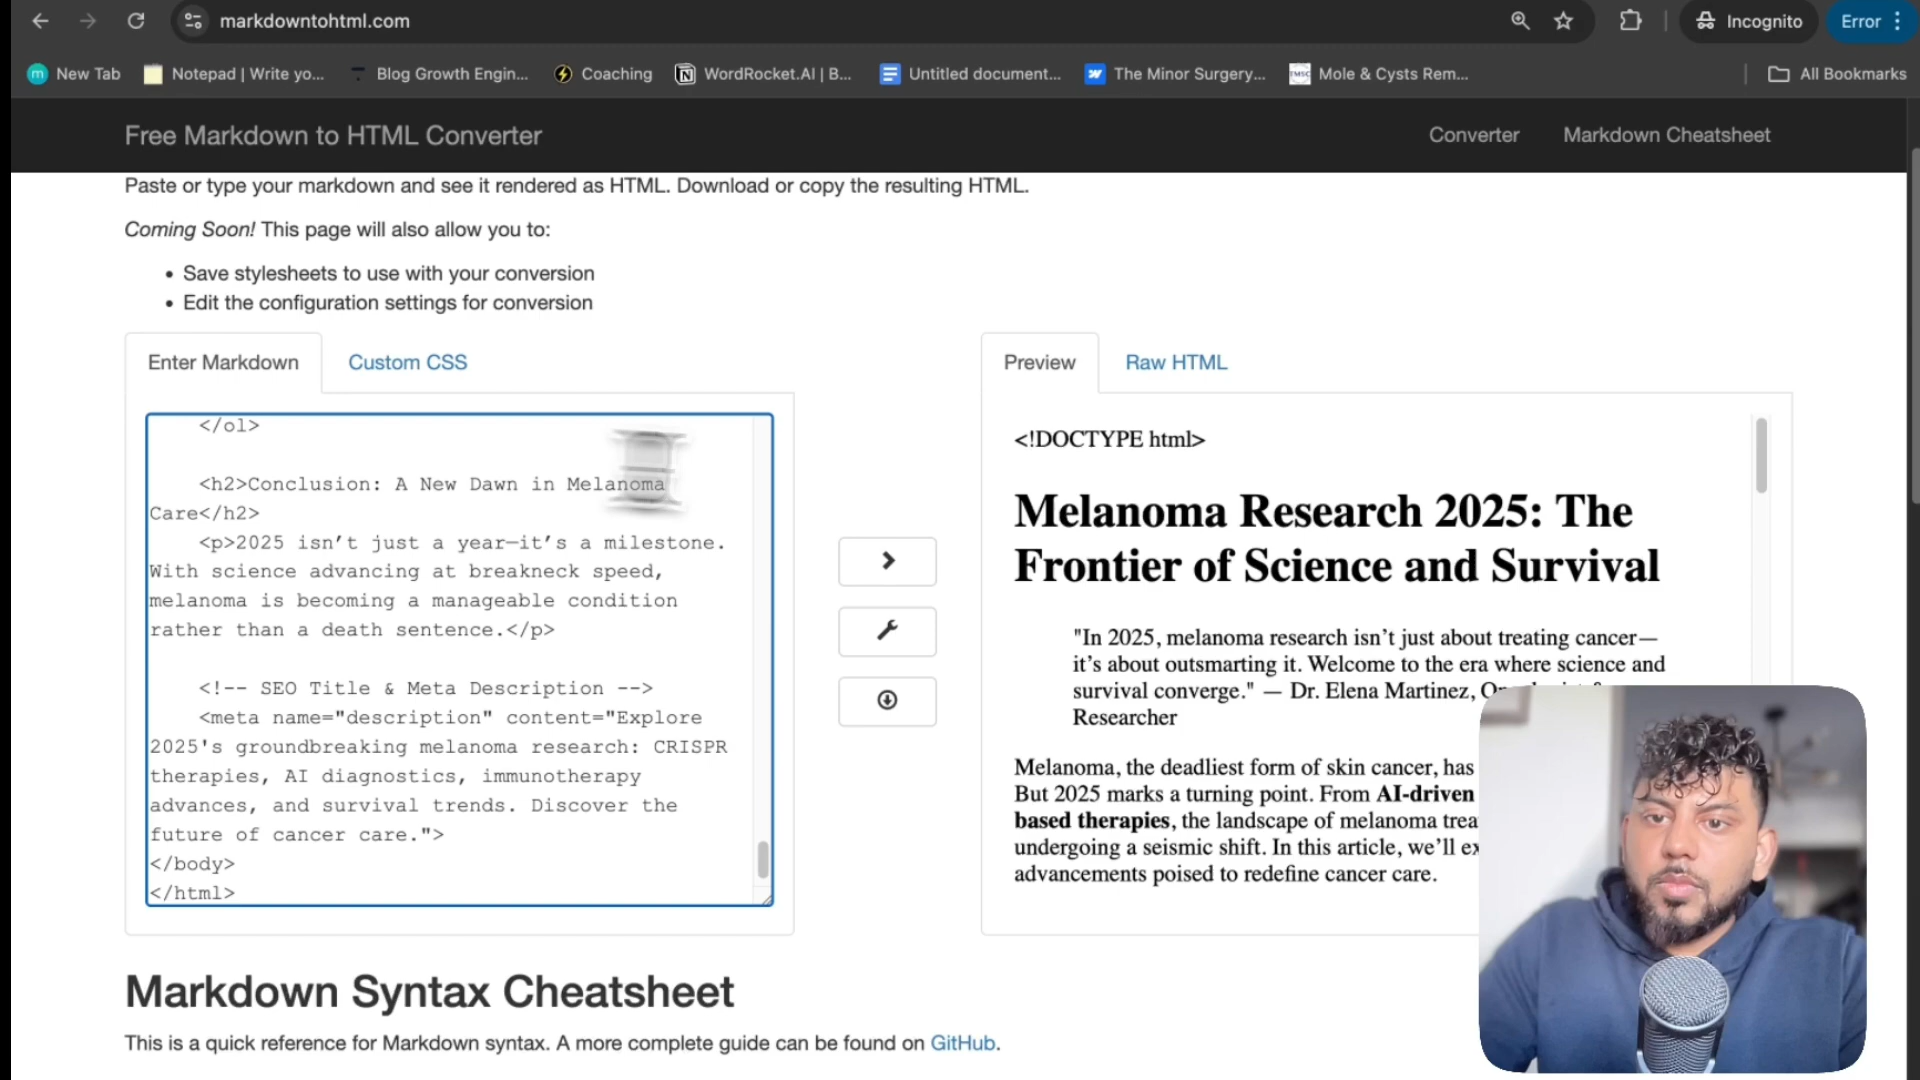 markdowntohtml.com
Incognito
Error
New Tab
Notepad | Write yo...
Blog Growth Engin...
Coaching
WordRocket.AI | B...
Untitled document...
The Minor Surgery...
Mole & Cysts Rem...
All Bookmarks
Free Markdown to HTML Converter
Converter
Markdown Cheatsheet
Paste or type your markdown and see it rendered as HTML. Download or copy the resulting HTML.
Coming Soon! This page will also allow you to:
• Save stylesheets to use with your conversion
• Edit the configuration settings for conversion
Enter Markdown
Custom CSS
</ol>
<h2>Conclusion: A New Dawn in Melanoma
Care</h2>
<p>2025 isn’t just a year—it’s a milestone.
With science advancing at breakneck speed,
melanoma is becoming a manageable condition
rather than a death sentence.</p>
<!-- SEO Title & Meta Description -->
<meta name="description" content="Explore
2025's groundbreaking melanoma research: CRISPR
therapies, AI diagnostics, immunotherapy
advances, and survival trends. Discover the
future of cancer care.">
</body>
</html>
Preview
Raw HTML
<!DOCTYPE html>
Melanoma Research 2025: The
Frontier of Science and Survival
"In 2025, melanoma research isn’t just about treating cancer—
it’s about outsmarting it. Welcome to the era where science and
survival converge." — Dr. Elena Martinez,
Researcher
Melanoma, the deadliest form of skin cancer, has
But 2025 marks a turning point. From AI-driven
based therapies, the landscape of melanoma
undergoing a seismic shift. In this article, we’ll
advancements poised to redefine cancer care.
Markdown Syntax Cheatsheet
This is a quick reference for Markdown syntax. A more complete guide can be found on GitHub.